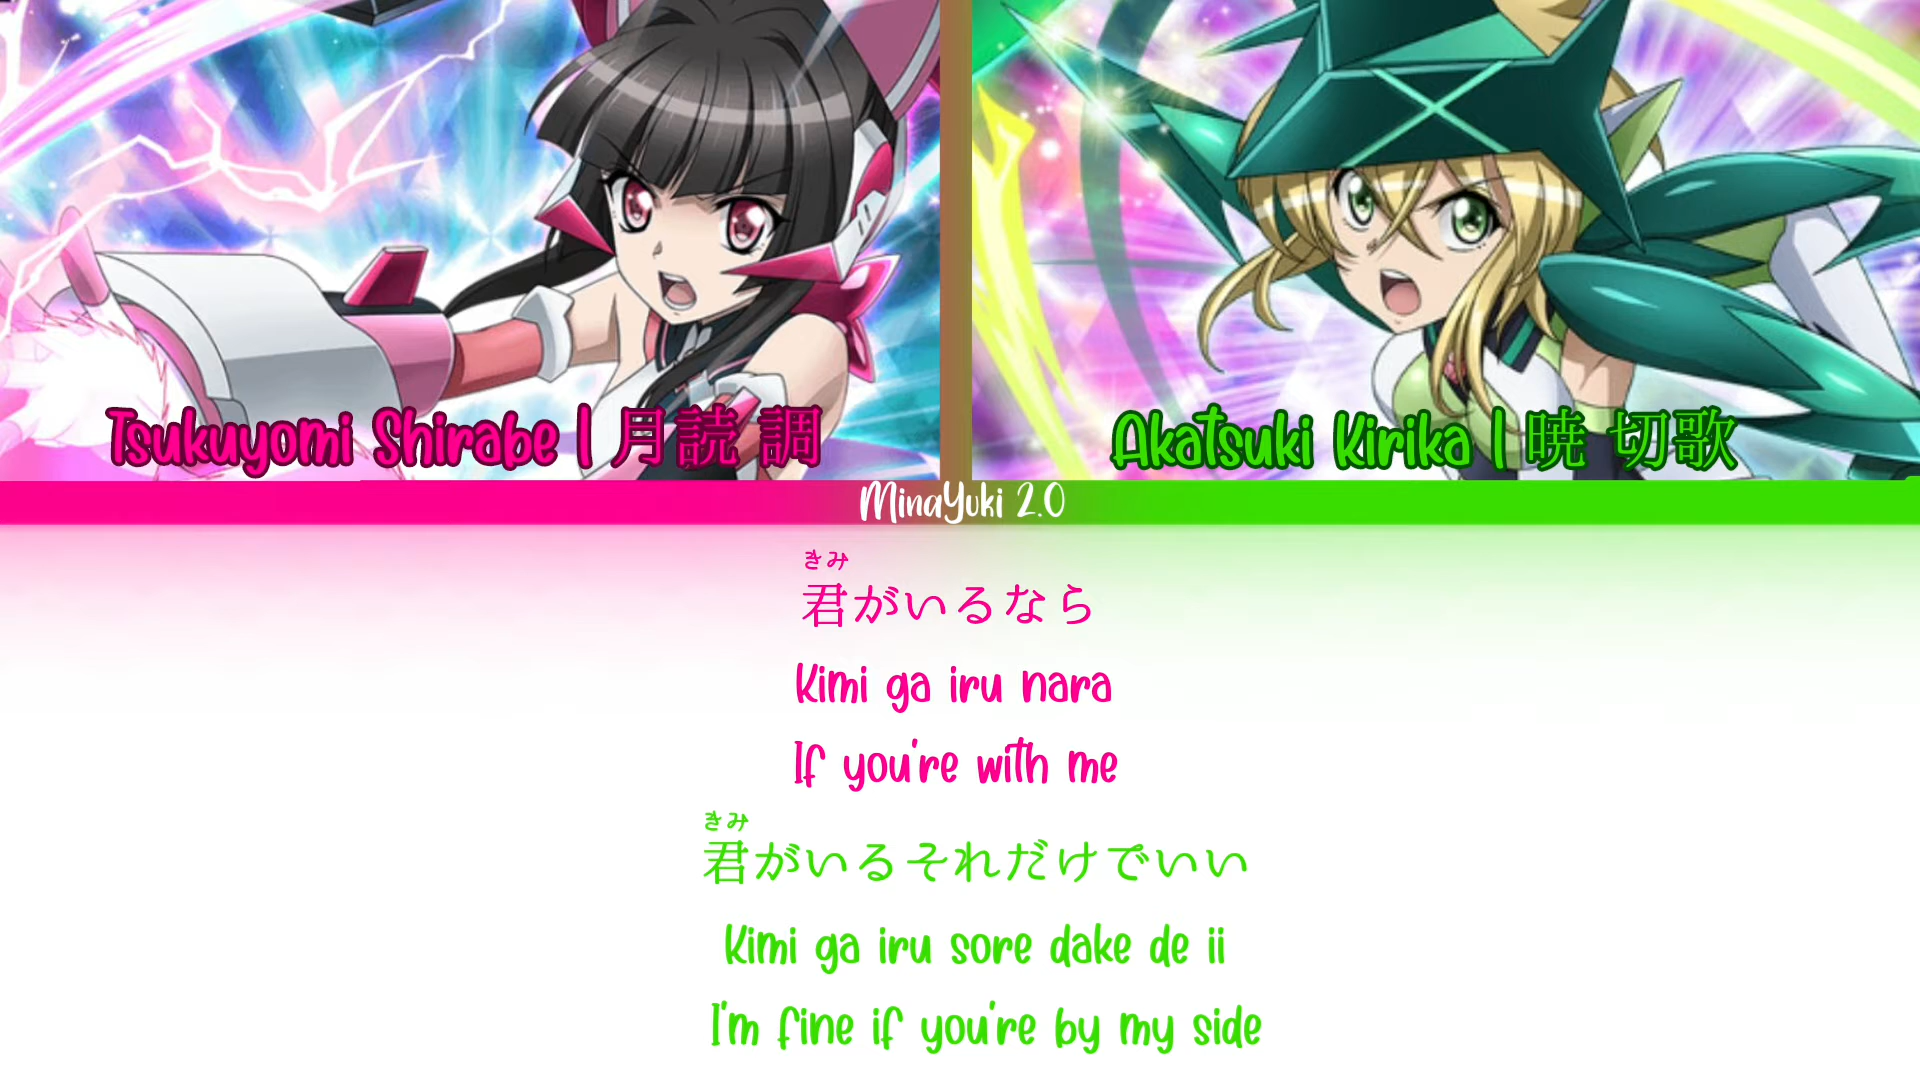 Tsukuyomi Shirabe | 月読 調
Akatsuki Kirika | 暁 切歌
MinaYuki 2.0
きみ
君がいるなら
Kimi ga iru nara
If you're with me
きみ
君がいるそれだけでいい
Kimi ga iru sore dake de ii
I'm fine if you're by my side